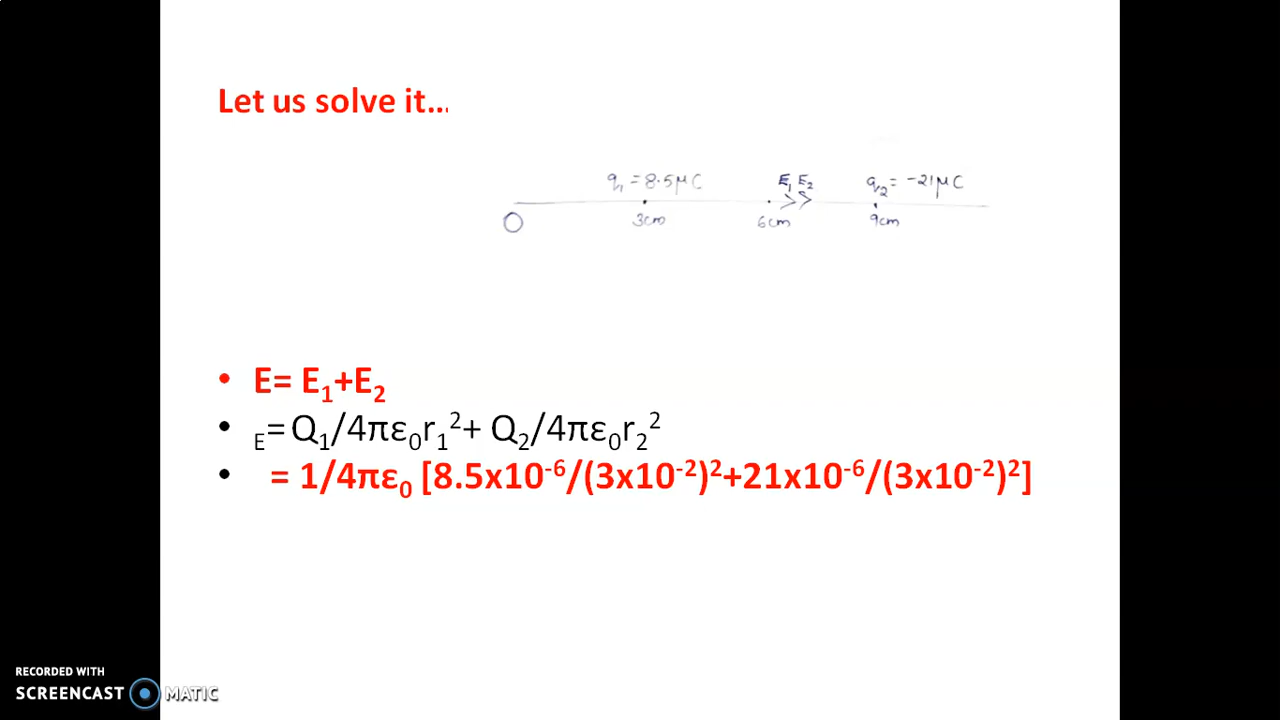 Let us solve it...
q₁ = 8.5μC E₁ E₂ q₂ = -21μC
O 3cm 6cm 9cm
• E= E₁+E₂
• E= Q₁/4πε₀r₁²+ Q₂/4πε₀r₂²
• = 1/4πε₀ [8.5x10⁻⁶/(3x10⁻²)²+21x10⁻⁶/(3x10⁻²)²]
RECORDED WITH
SCREENCAST MATIC